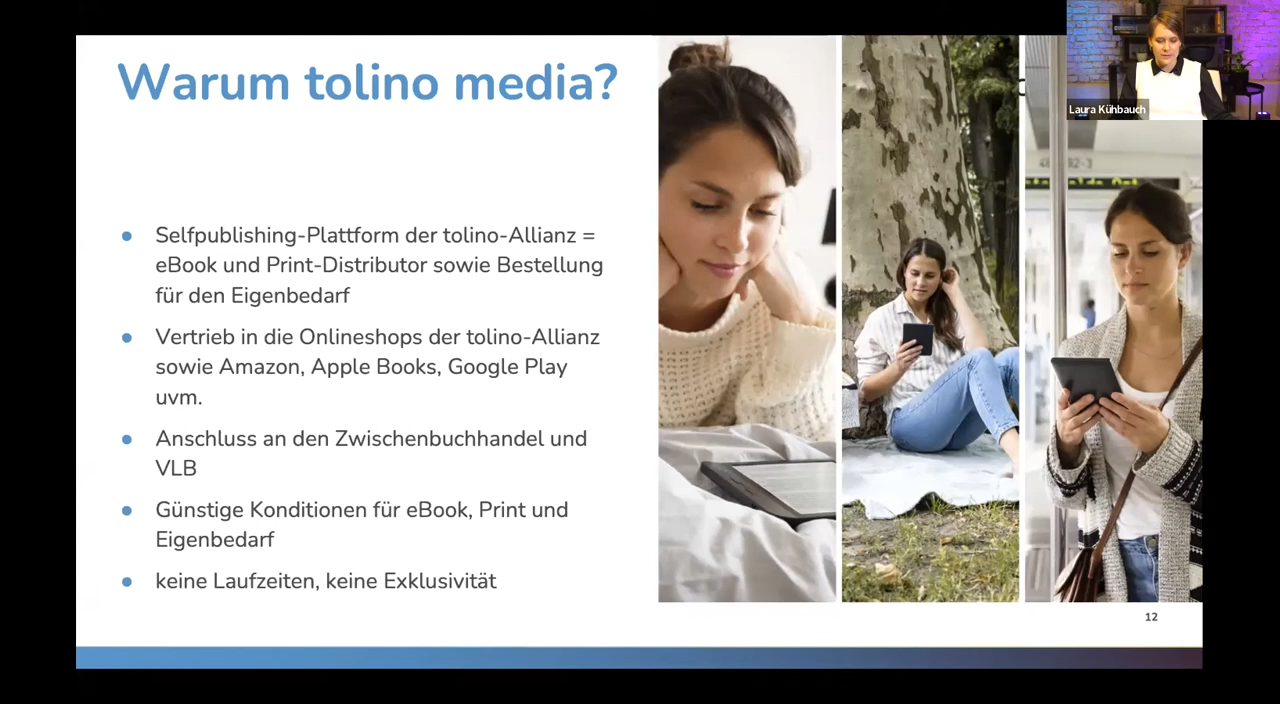 Warum tolino media?
Laura Kühbauch
Selfpublishing-Plattform der tolino-Allianz =
eBook und Print-Distributor sowie Bestellung
für den Eigenbedarf
Vertrieb in die Onlineshops der tolino-Allianz
sowie Amazon, Apple Books, Google Play
uvm.
Anschluss an den Zwischenbuchhandel und
VLB
Günstige Konditionen für eBook, Print und
Eigenbedarf
keine Laufzeiten, keine Exklusivität
12